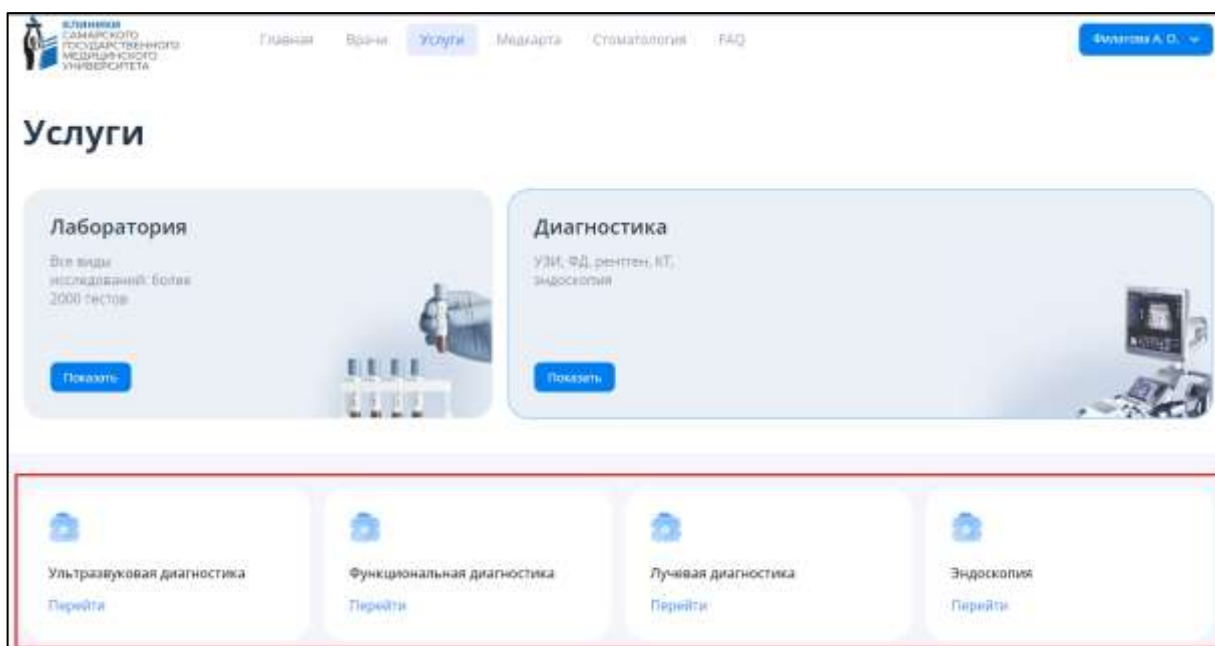 КЛИНИКИ
САМАРСКОГО
ГОСУДАРСТВЕННОГО
МЕДИЦИНСКОГО
УНИВЕРСИТЕТА
Главная Врачи Услуги Медкарта Стоматология FAQ
Филатова А. О.
Услуги
Лаборатория
Все виды
исследований: более
2000 тестов
Показать
Диагностика
УЗИ, ФД, рентген, КТ,
эндоскопия
Показать
Ультразвуковая диагностика
Перейти
Функциональная диагностика
Перейти
Лучевая диагностика
Перейти
Эндоскопия
Перейти